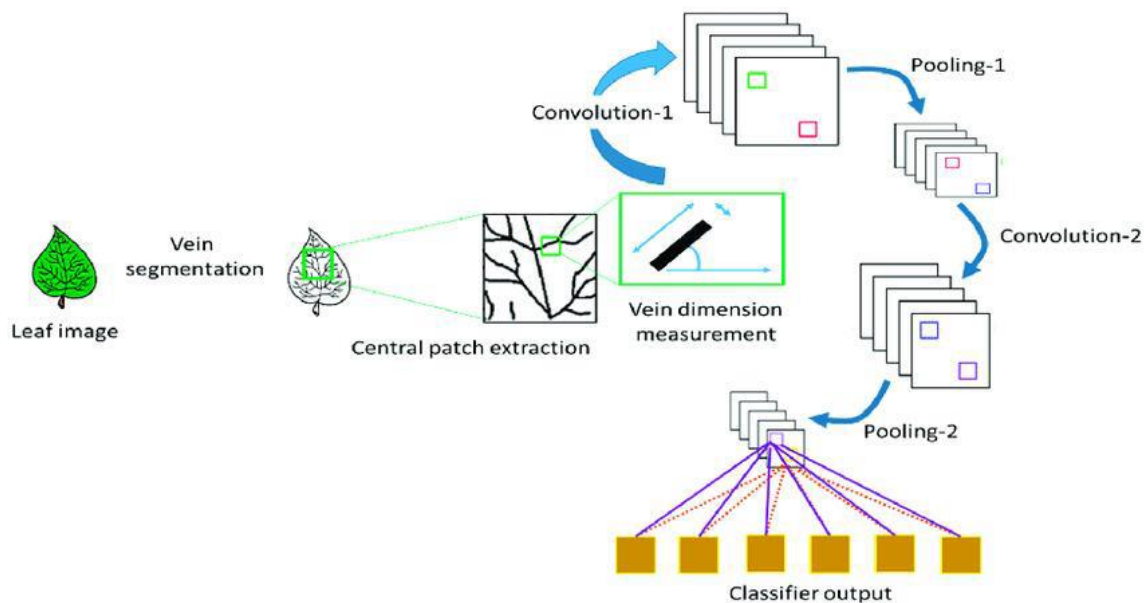 Leaf image
Vein
segmentation
Central patch extraction
Vein dimension
measurement
Convolution-1
Pooling-1
Convolution-2
Pooling-2
Classifier output